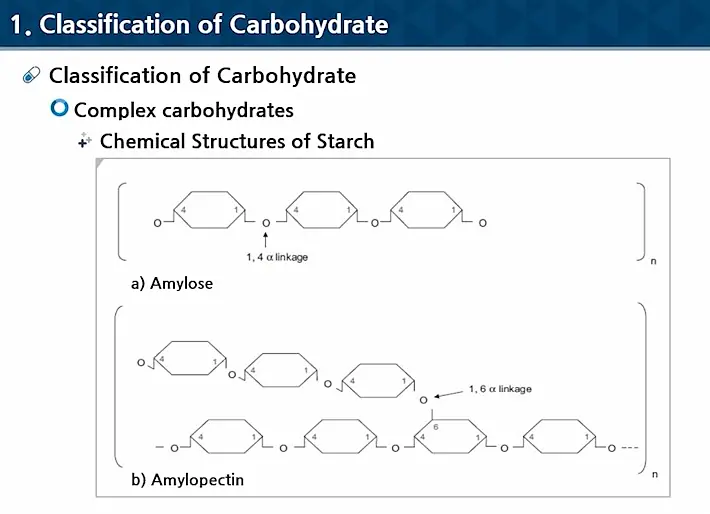 1. Classification of Carbohydrate
Classification of Carbohydrate
Complex carbohydrates
Chemical Structures of Starch
O 4 1 O 4 1 O 4 1 O
1, 4 α linkage
n
a) Amylose
O 4 1 O 4 1 O 4 1 O
1, 6 α linkage
6
O 4 1 O 4 1 O 4 1 O 4 1 O
n
b) Amylopectin